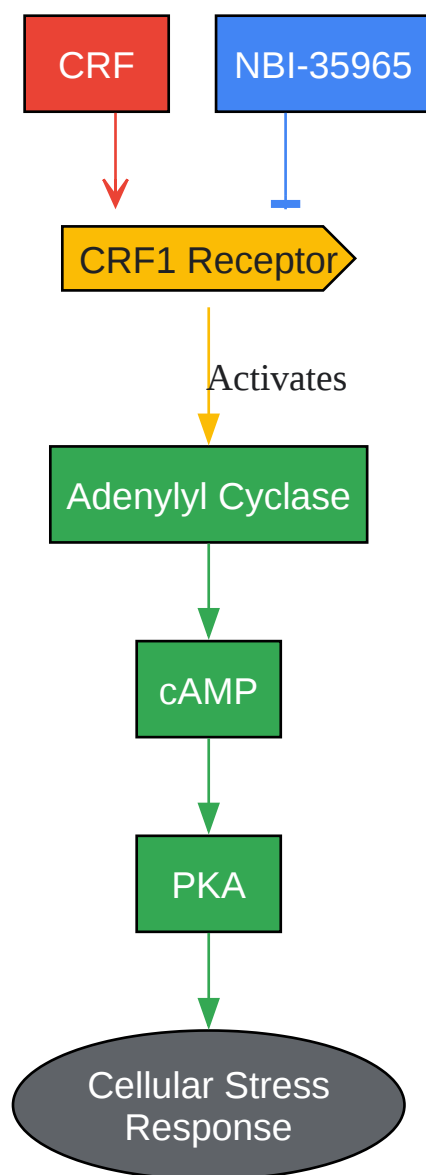 CRF
NBI-35965
CRF1 Receptor
Activates
Adenylyl Cyclase
cAMP
PKA
Cellular Stress
Response